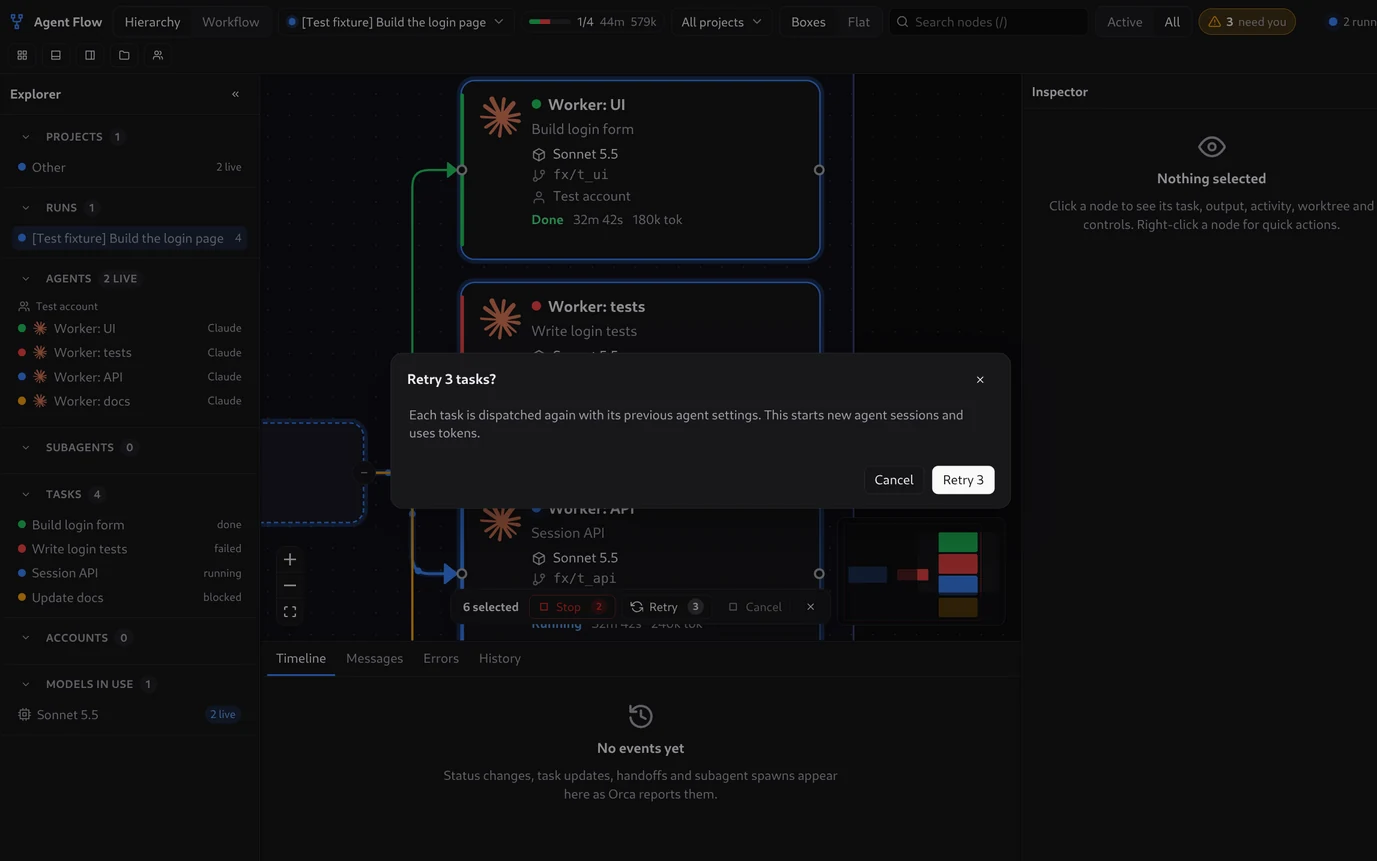 Agent Flow
Hierarchy
Workflow
[Test fixture] Build the login page
1/4 44m 579k
All projects
Boxes
Flat
Search nodes (/)
Active
All
3 need you
Explorer
«
PROJECTS 1
Other 2 live
RUNS 1
[Test fixture] Build the login page 4
AGENTS 2 LIVE
Test account
Worker: UI Claude
Worker: tests Claude
Worker: API Claude
Worker: docs Claude
SUBAGENTS 0
TASKS 4
Build login form done
Write login tests failed
Session API running
Update docs blocked
ACCOUNTS 0
MODELS IN USE 1
Sonnet 5.5 2 live
Worker: UI
Build login form
Sonnet 5.5
fx/t_ui
Test account
Done 32m 42s 180k tok
Worker: tests
Write login tests
Retry 3 tasks?
Each task is dispatched again with its previous agent settings. This starts new agent sessions and
uses tokens.
Cancel
Retry 3
Worker: API
Session API
Sonnet 5.5
fx/t_api
6 selected
Stop 2
Retry 3
Cancel
Running 32m 42s 240k tok
Timeline
Messages
Errors
History
No events yet
Status changes, task updates, handoffs and subagent spawns appear
here as Orca reports them.
Inspector
Nothing selected
Click a node to see its task, output, activity, worktree and
controls. Right-click a node for quick actions.